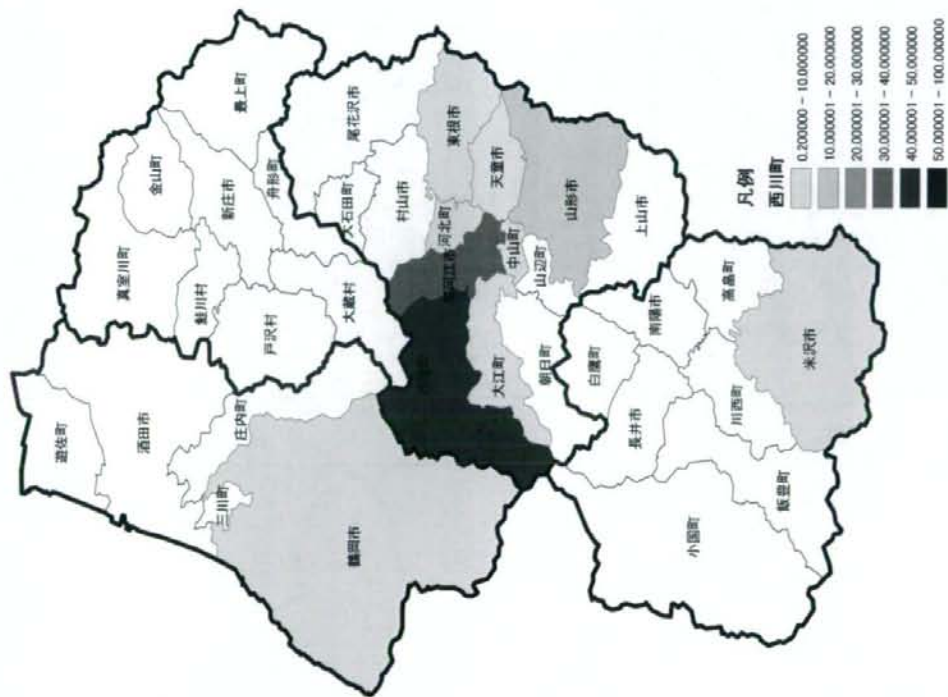 遊佐町
酒田市
庄内町
三川町
鶴岡市
真室川町
金山町
最上町
鮭川村
新庄市
舟形町
戸沢村
大蔵村
尾花沢市
大石田町
村山市
東根市
河北町
天童市
寒河江市
中山町
山形市
山辺町
大江町
朝日町
上山市
白鷹町
南陽市
高畠町
長井市
川西町
米沢市
小国町
飯豊町
凡例
西川町
0.200000 - 10.000000
10.000001 - 20.000000
20.000001 - 30.000000
30.000001 - 40.000000
40.000001 - 50.000000
50.000001 - 100.000000